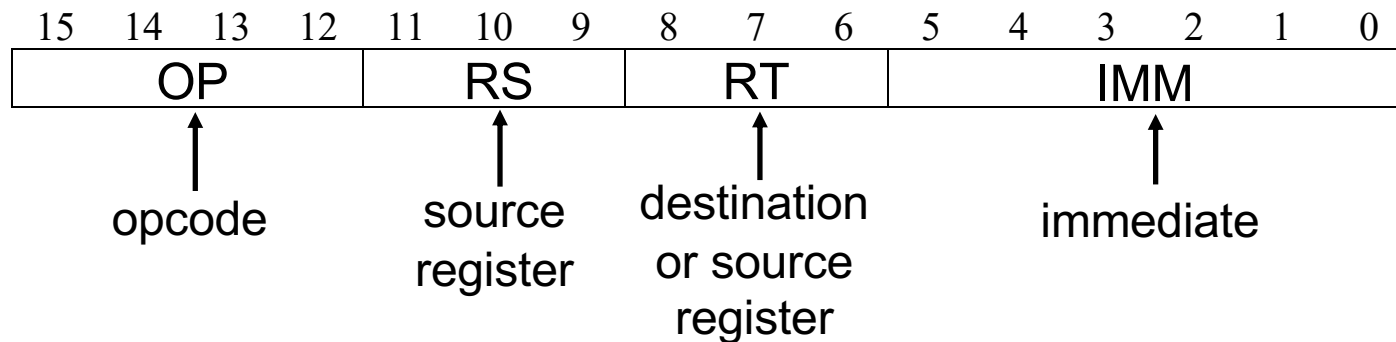 15 14 13 12 11 10 9 8 7 6 5 4 3 2 1 0
OP RS RT IMM
opcode
source
register
destination
or source
register
immediate